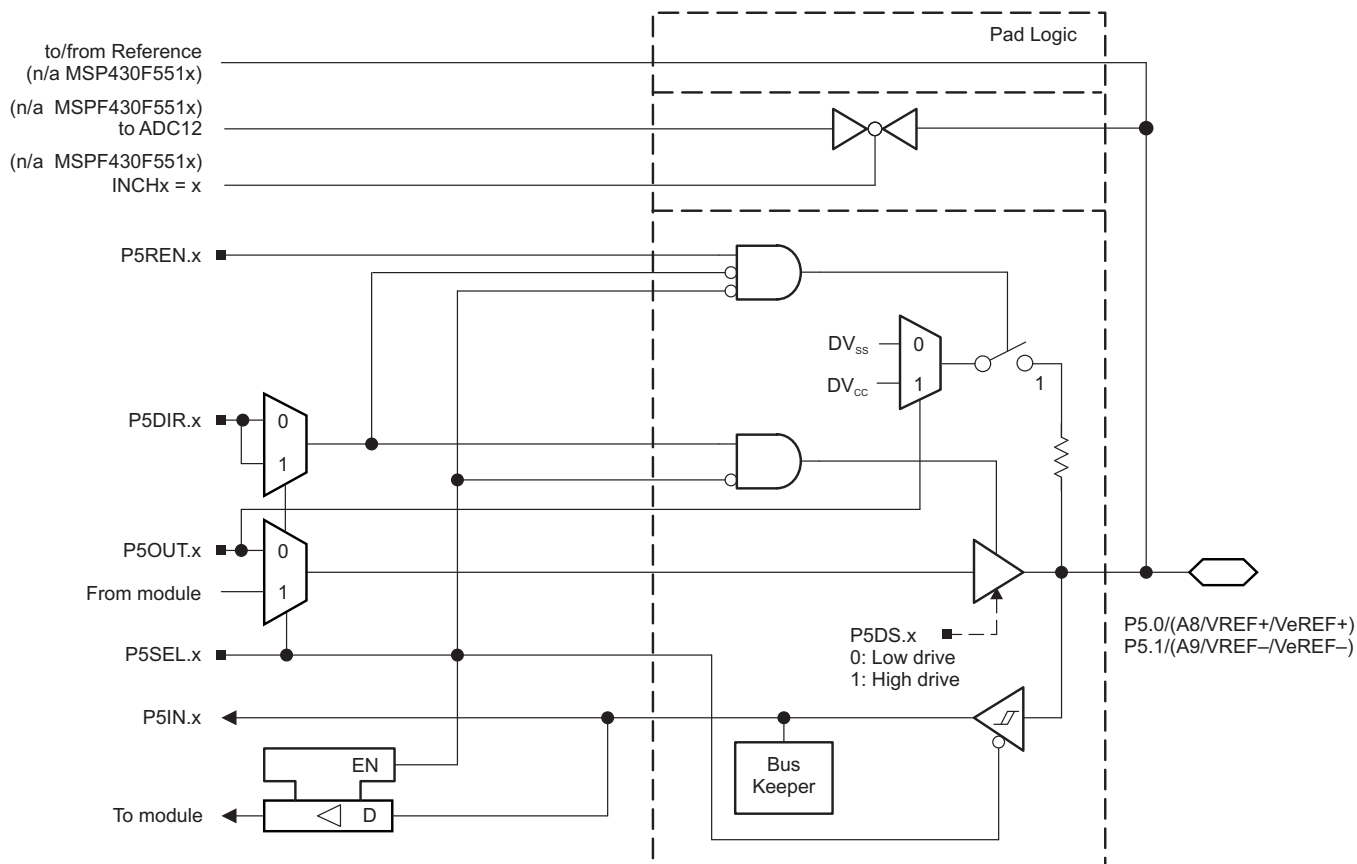 Pad Logic
to/from Reference
(n/a MSP430F551x)
(n/a MSPF430F551x)
to ADC12
(n/a MSPF430F551x)
INCHx = x
P5REN.x
DVSS
0
DVCC
1
1
P5DIR.x
0
1
P5OUT.x
0
From module
1
P5DS.x
0: Low drive
1: High drive
P5.0/(A8/VREF+/VeREF+)
P5.1/(A9/VREF–/VeREF–)
P5SEL.x
P5IN.x
Bus
Keeper
EN
To module
D